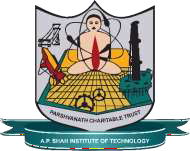 PARSHVANATH CHARITABLE TRUST
A.P. SHAH INSTITUTE OF TECHNOLOGY